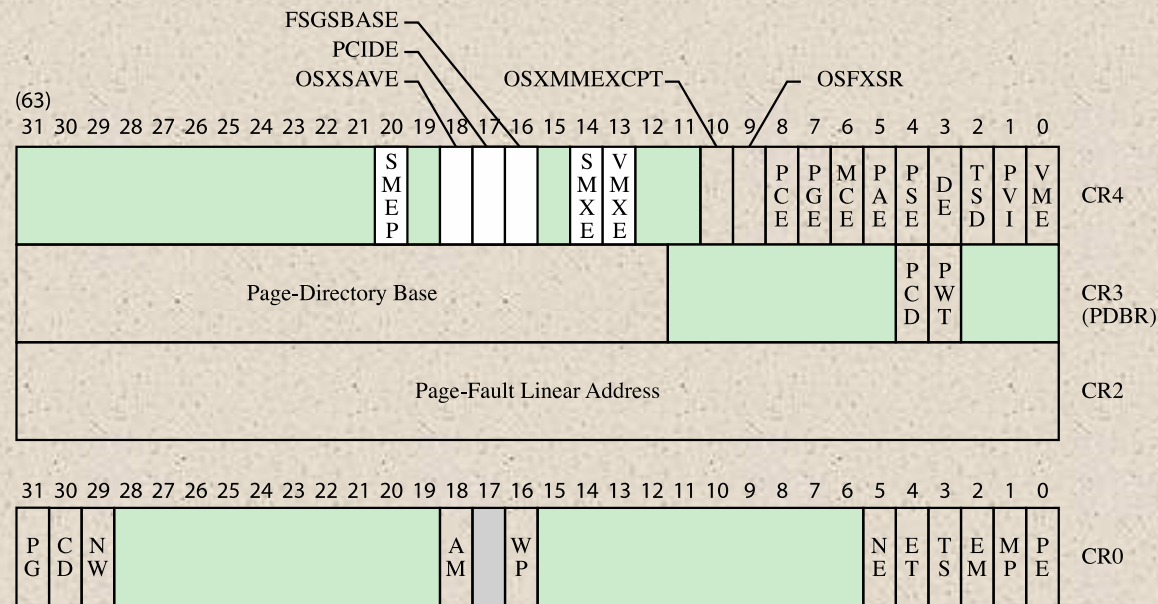 FSGSBASE
PCIDE
OSXSAVE OSXMMEXCPT OSFXSR
(63)
31 30 29 28 27 26 25 24 23 22 21 20 19 18 17 16 15 14 13 12 11 10 9 8 7 6 5 4 3 2 1 0
SMEP SMXE VMXE PCE PGE MCE PAE PSE DE TSD PVI VME CR4
Page-Directory Base PCD PWT CR3
(PDBR)
Page-Fault Linear Address CR2
31 30 29 28 27 26 25 24 23 22 21 20 19 18 17 16 15 14 13 12 11 10 9 8 7 6 5 4 3 2 1 0
PG CD NW AM WP NE ET TS EM MP PE CR0